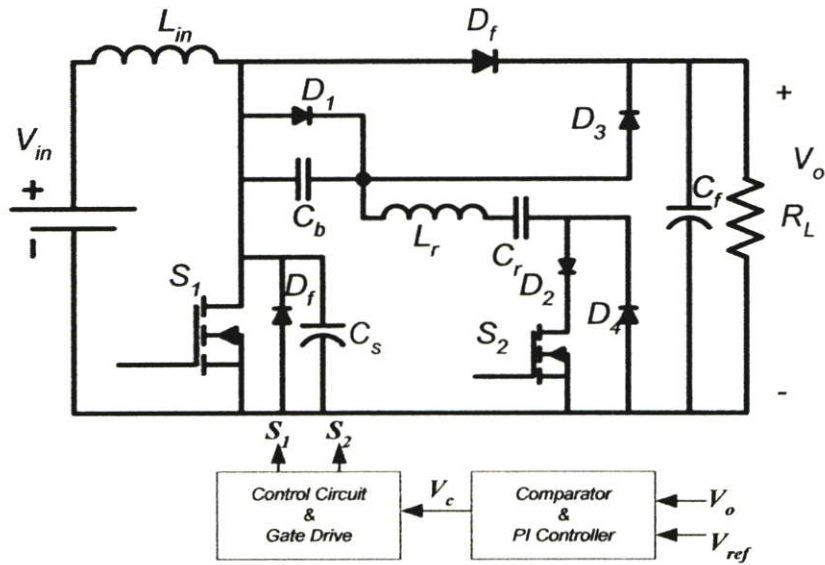 L_in
D_f
D_1
D_3
V_in
+
-
C_b
L_r
C_r
D_2
C_f
R_L
+
V_o
-
S_1
D_f
C_s
S_2
D_4
S_1 S_2
Control Circuit
&
Gate Drive
V_c
Comparator
&
PI Controller
V_o
V_ref